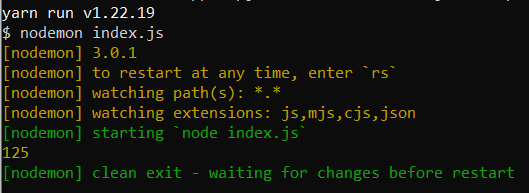 yarn run v1.22.19
$ nodemon index.js
[nodemon] 3.0.1
[nodemon] to restart at any time, enter `rs`
[nodemon] watching path(s): *.*
[nodemon] watching extensions: js,mjs,cjs,json
[nodemon] starting `node index.js`
125
[nodemon] clean exit - waiting for changes before restart